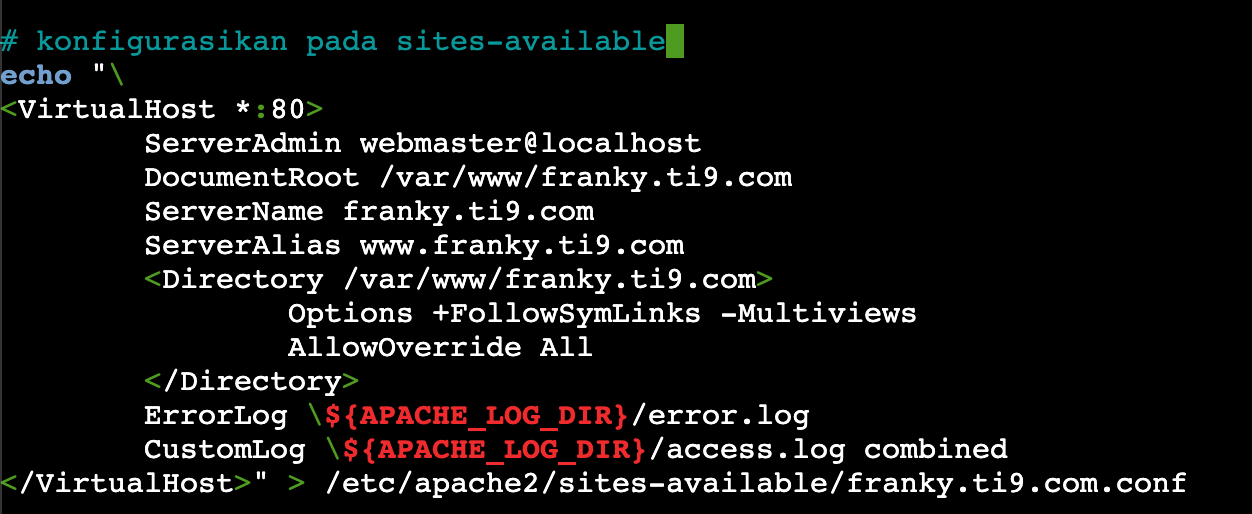 # konfigurasikan pada sites-available
echo "\
<VirtualHost *:80>
        ServerAdmin webmaster@localhost
        DocumentRoot /var/www/franky.ti9.com
        ServerName franky.ti9.com
        ServerAlias www.franky.ti9.com
        <Directory /var/www/franky.ti9.com>
                Options +FollowSymLinks -Multiviews
                AllowOverride All
        </Directory>
        ErrorLog \${APACHE_LOG_DIR}/error.log
        CustomLog \${APACHE_LOG_DIR}/access.log combined
</VirtualHost>" > /etc/apache2/sites-available/franky.ti9.com.conf